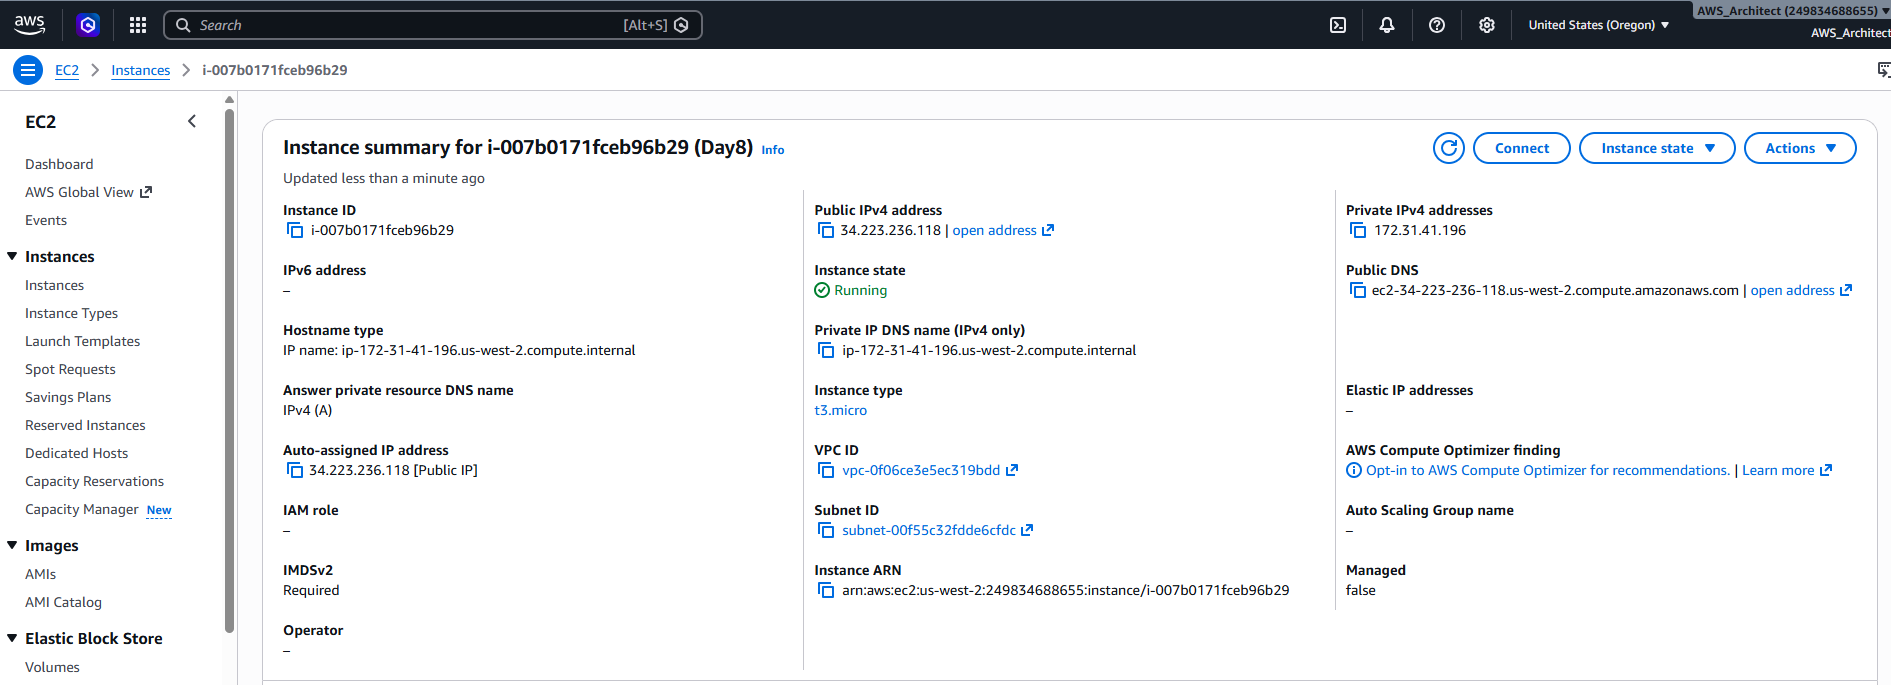 aws
Search
[Alt+S]
United States (Oregon)
AWS_Architect (249834688655)
AWS_Architect
EC2
Instances
i-007b0171fceb96b29
EC2
Dashboard
AWS Global View
Events
Instances
Instances
Instance Types
Launch Templates
Spot Requests
Savings Plans
Reserved Instances
Dedicated Hosts
Capacity Reservations
Capacity Manager New
Images
AMIs
AMI Catalog
Elastic Block Store
Volumes
Instance summary for i-007b0171fceb96b29 (Day8) Info
Updated less than a minute ago
Connect
Instance state
Actions
Instance ID
i-007b0171fceb96b29
Public IPv4 address
34.223.236.118 | open address
Private IPv4 addresses
172.31.41.196
IPv6 address
–
Instance state
Running
Public DNS
ec2-34-223-236-118.us-west-2.compute.amazonaws.com | open address
Hostname type
IP name: ip-172-31-41-196.us-west-2.compute.internal
Private IP DNS name (IPv4 only)
ip-172-31-41-196.us-west-2.compute.internal
Answer private resource DNS name
IPv4 (A)
Instance type
t3.micro
Elastic IP addresses
–
Auto-assigned IP address
34.223.236.118 [Public IP]
VPC ID
vpc-0f06ce3e5ec319bdd
AWS Compute Optimizer finding
Opt-in to AWS Compute Optimizer for recommendations. | Learn more
IAM role
–
Subnet ID
subnet-00f55c32fdde6cfdc
Auto Scaling Group name
–
IMDSv2
Required
Instance ARN
arn:aws:ec2:us-west-2:249834688655:instance/i-007b0171fceb96b29
Managed
false
Operator
–